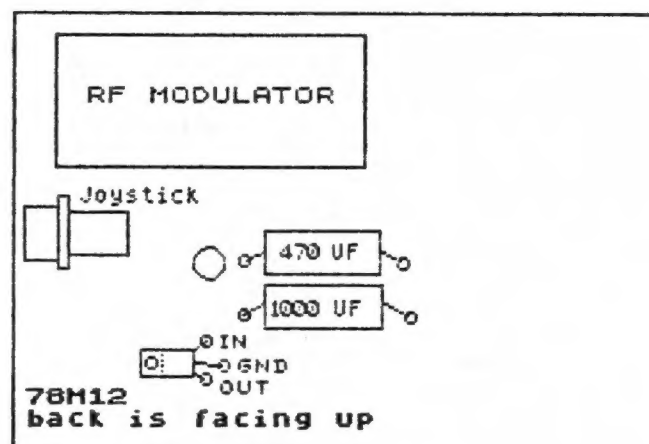 RF MODULATOR
Joystick
470 UF
1000 UF
IN
GND
OUT
78M12
back is facing up